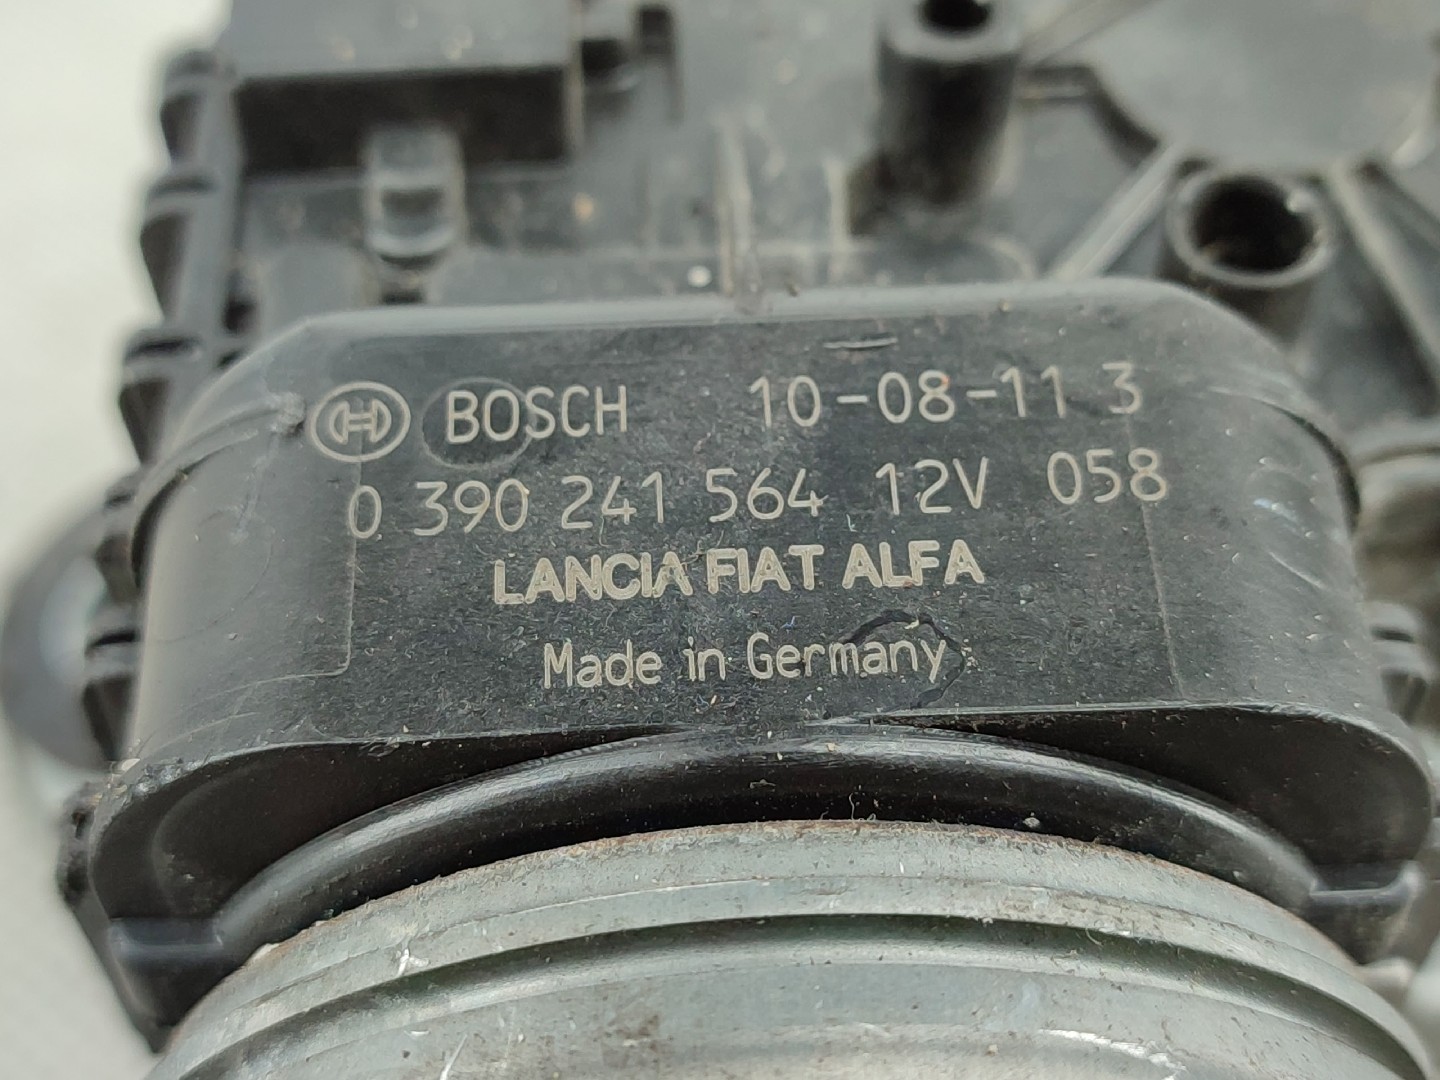 BOSCH 10-08-11 3
0 390 241 564 12V 058
LANCIA FIAT ALFA
Made in Germany